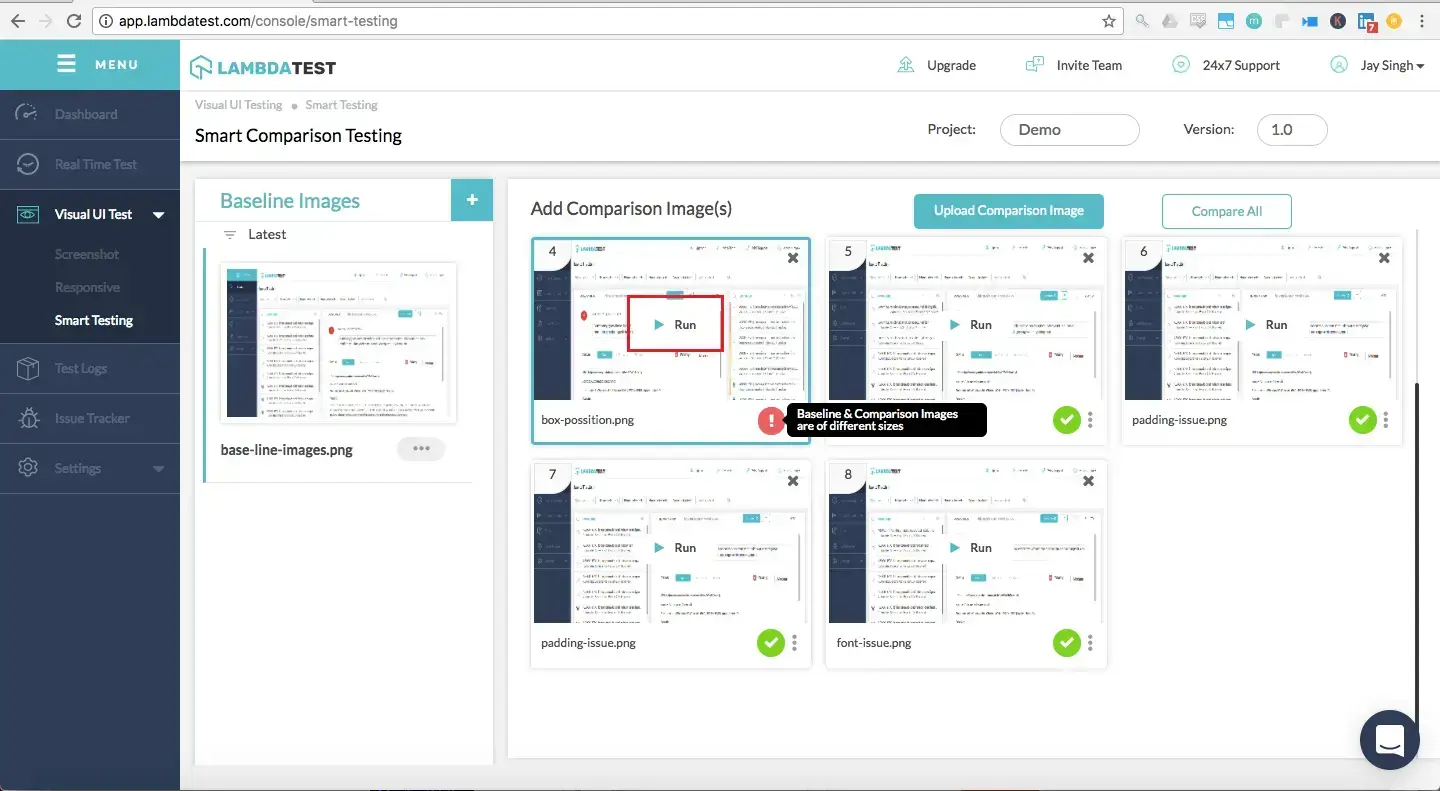 app.lambdatest.com/console/smart-testing
7
MENU
LAMBDATEST
Upgrade
Invite Team
24x7 Support
Jay Singh
Dashboard
Real Time Test
Visual UI Test
Screenshot
Responsive
Smart Testing
Test Logs
Issue Tracker
Settings
Visual UI Testing
Smart Testing
Smart Comparison Testing
Project:
Demo
Version:
1.0
Baseline Images
+
Latest
base-line-images.png
Add Comparison Image(s)
Upload Comparison Image
Compare All
4
Run
box-possition.png
Baseline & Comparison Images
are of different sizes
5
Run
6
Run
padding-issue.png
7
Run
padding-issue.png
8
Run
font-issue.png